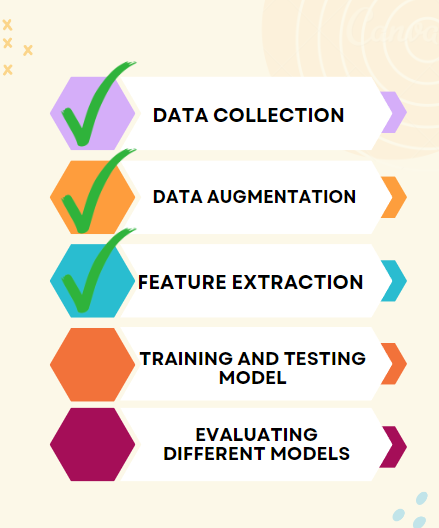 DATA COLLECTION
DATA AUGMENTATION
FEATURE EXTRACTION
TRAINING AND TESTING
MODEL
EVALUATING
DIFFERENT MODELS